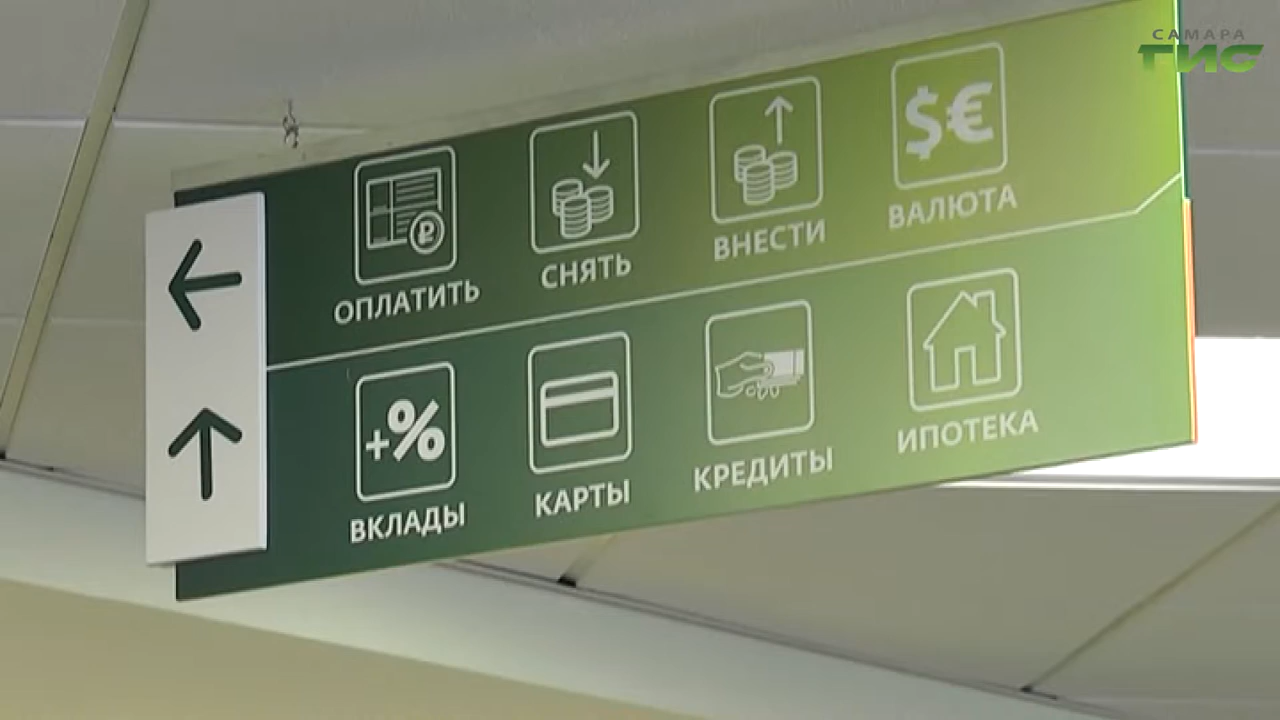 САМАРА
ГИС
ОПЛАТИТЬ СНЯТЬ ВНЕСТИ ВАЛЮТА
ВКЛАДЫ КАРТЫ КРЕДИТЫ ИПОТЕКА